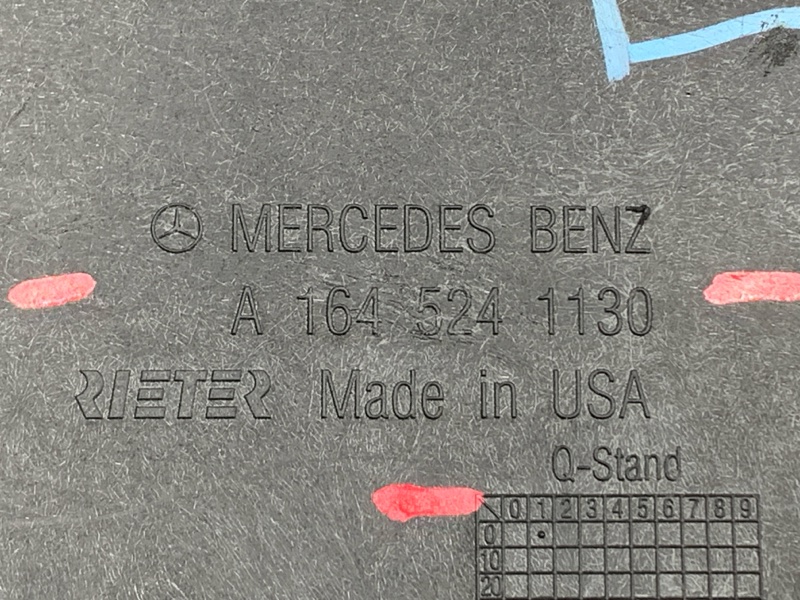 MERCEDES BENZ
A 164 524 1130
RIETER Made in USA
Q-Stand
0 1 2 3 4 5 6 7 8 9
0
10
20